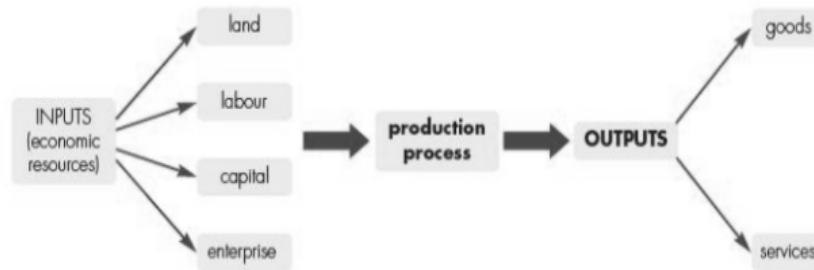 INPUTS
(economic
resources)
land
labour
capital
enterprise
production
process
OUTPUTS
goods
services